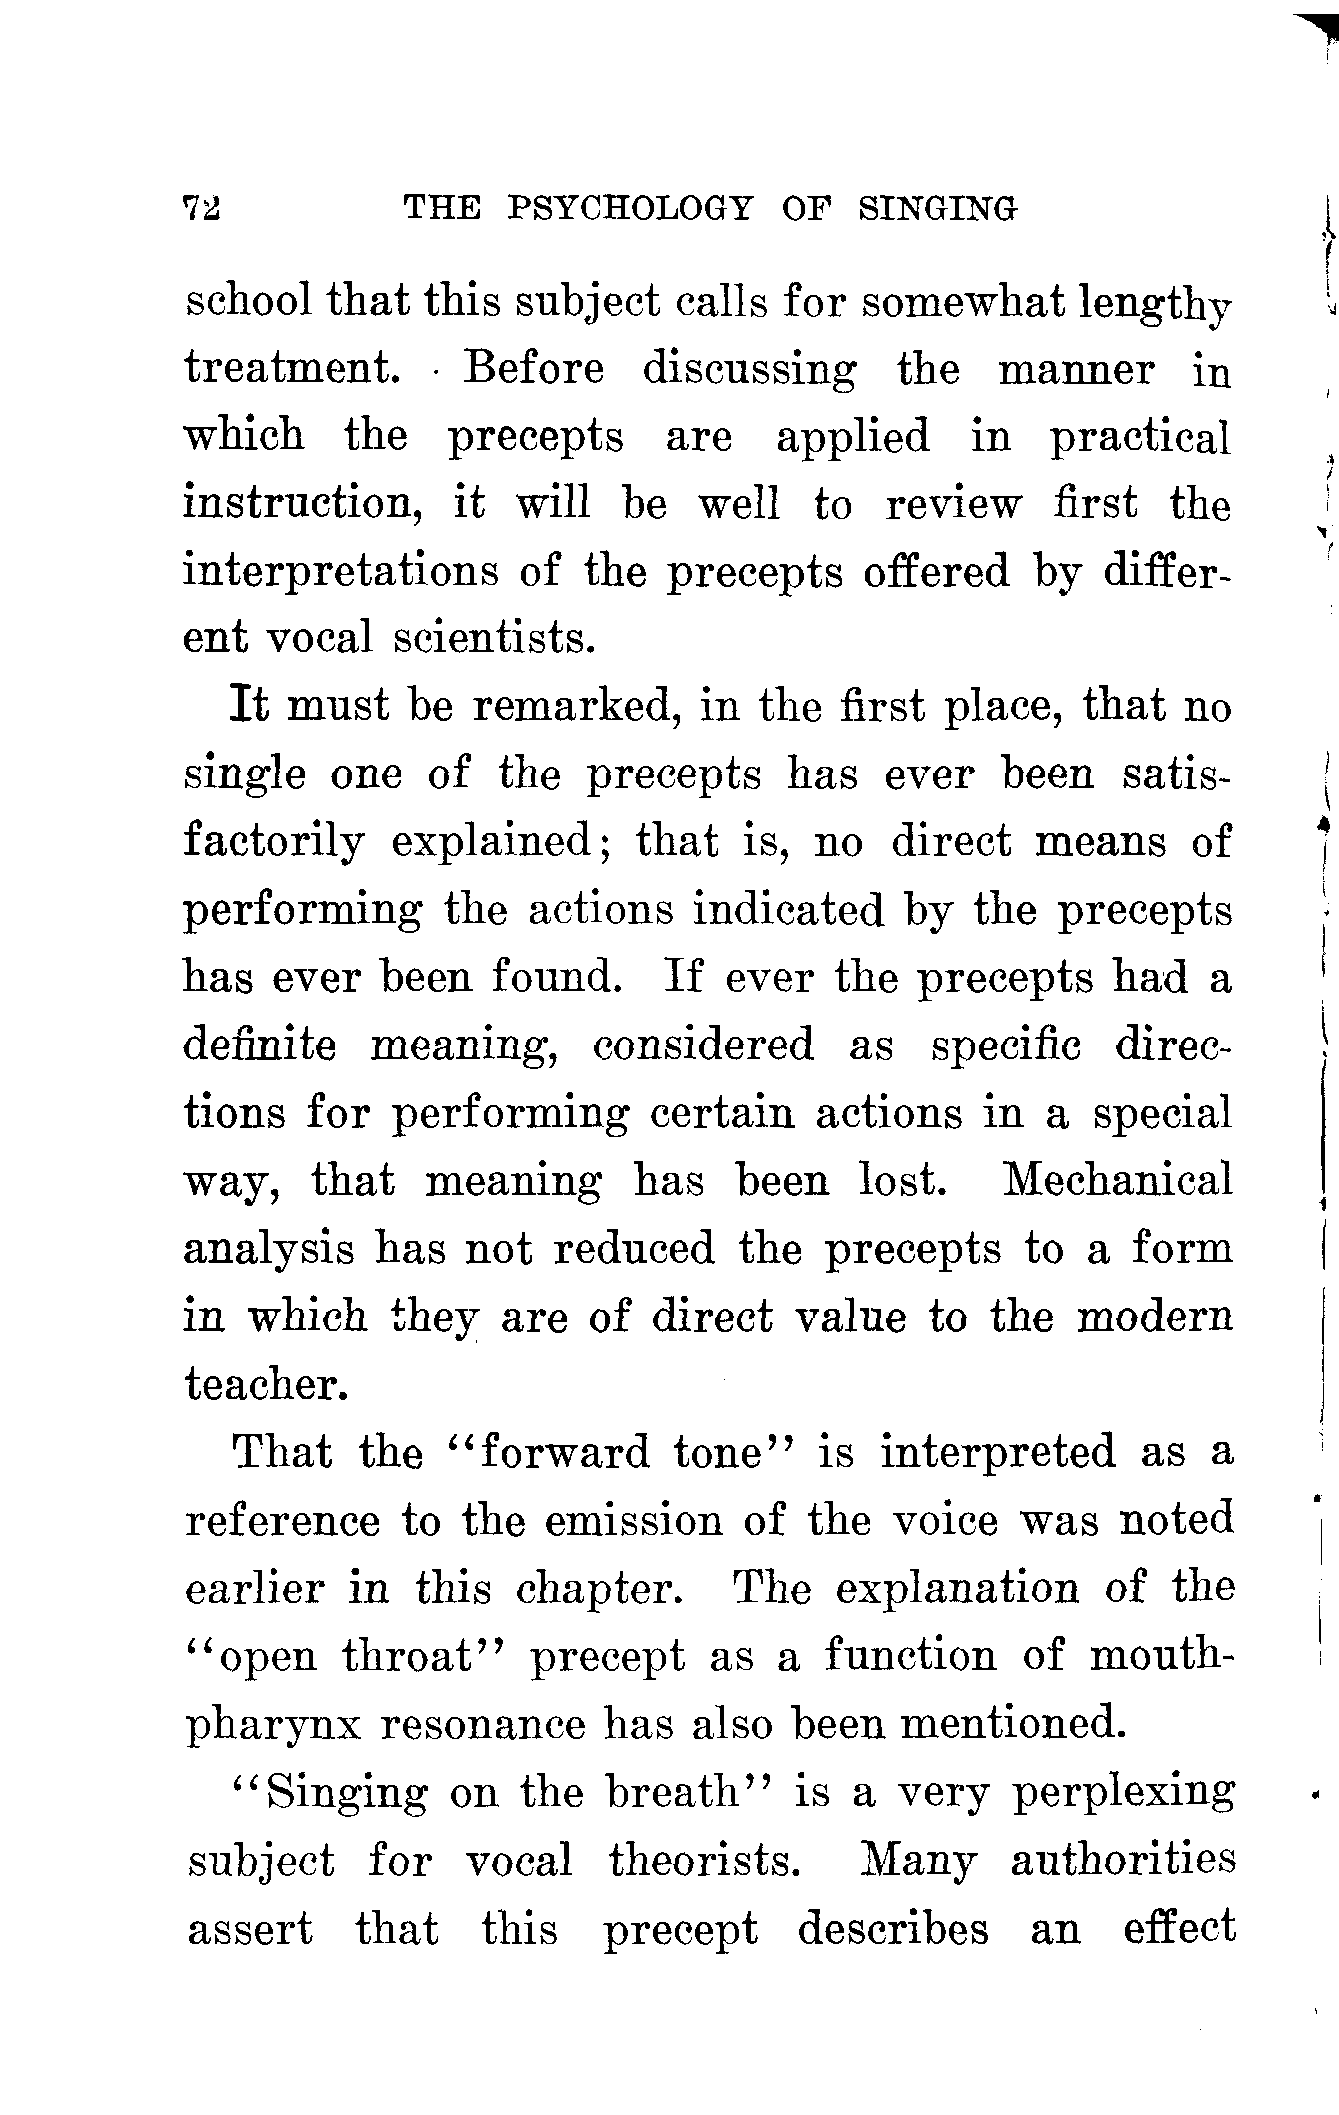 72 THE PSYCHOLOGY OF SINGING
school that this subject calls for somewhat lengthy
treatment. Before discussing the manner in
which the precepts are applied in practical
instruction, it will be well to review first the
interpretations of the precepts offered by differ-
ent vocal scientists.
It must be remarked, in the first place, that no
single one of the precepts has ever been satis-
factorily explained; that is, no direct means of
performing the actions indicated by the precepts
has ever been found. If ever the precepts had a
definite meaning, considered as specific direc-
tions for performing certain actions in a special
way, that meaning has been lost. Mechanical
analysis has not reduced the precepts to a form
in which they are of direct value to the modern
teacher.
That the “forward tone” is interpreted as a
reference to the emission of the voice was noted
earlier in this chapter. The explanation of the
“open throat” precept as a function of mouth-
pharynx resonance has also been mentioned.
“Singing on the breath” is a very perplexing
subject for vocal theorists. Many authorities
assert that this precept describes an effect